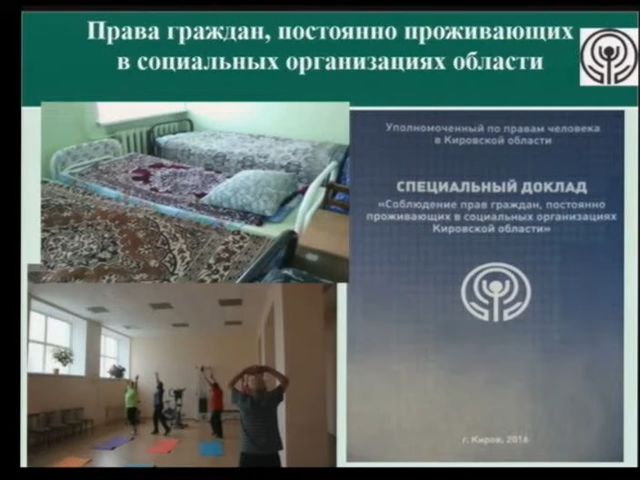 Права граждан, постоянно проживающих
в социальных организациях области
Уполномоченный по правам человека
в Кировской области
СПЕЦИАЛЬНЫЙ ДОКЛАД
«Соблюдение прав граждан, постоянно
проживающих в социальных организациях
Кировской области»
г. Киров, 2016